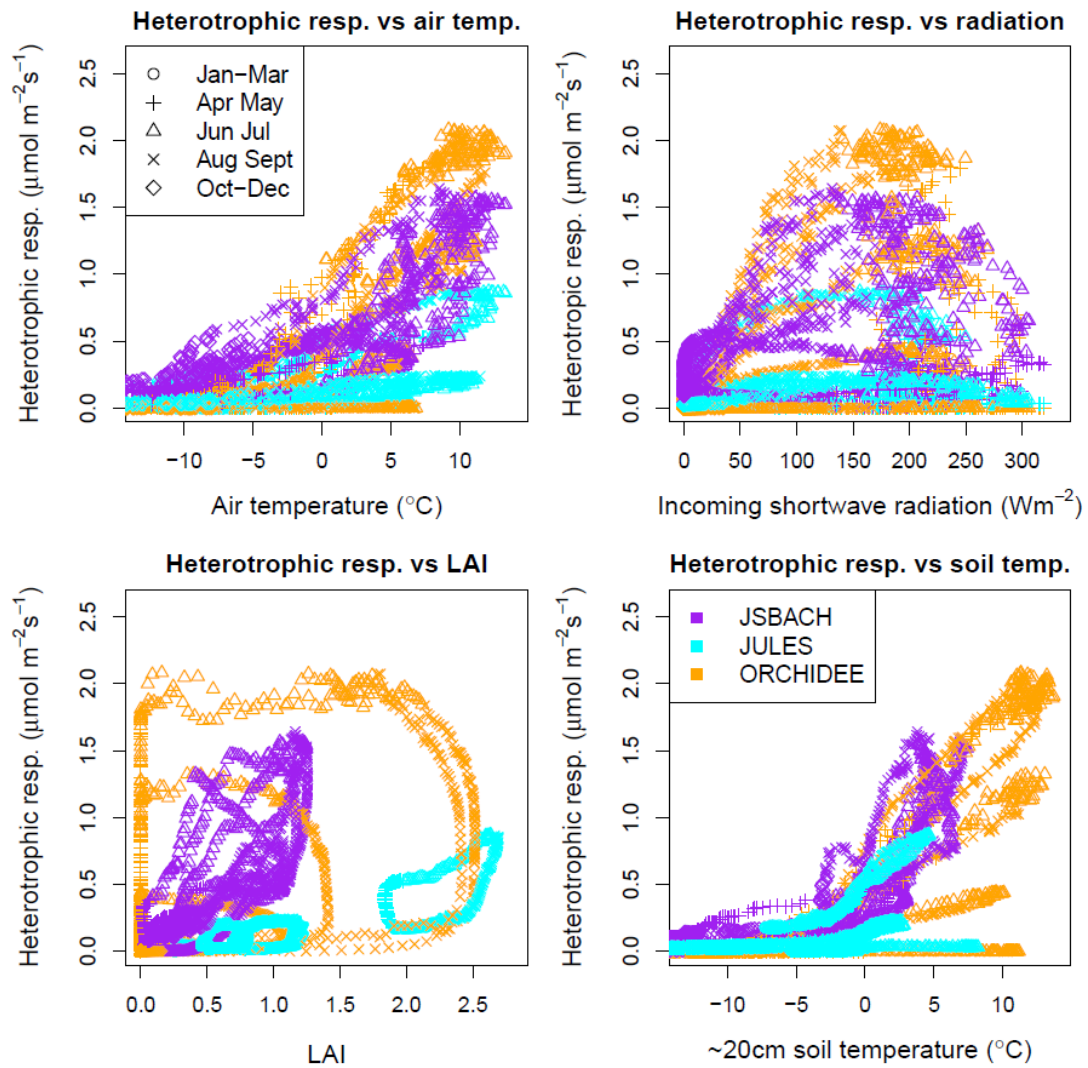 Heterotrophic resp. vs air temp.
Heterotrophic resp. (μmol m−2s−1)
2.5
2.0
1.5
1.0
0.5
0.0
Jan−Mar
Apr May
Jun Jul
Aug Sept
Oct−Dec
−10 −5 0 5 10
Air temperature (°C)
Heterotrophic resp. vs radiation
Heterotropic resp. (μmol m−2s−1)
2.5
2.0
1.5
1.0
0.5
0.0
0 50 100 150 200 250 300
Incoming shortwave radiation (Wm−2)
Heterotrophic resp. vs LAI
Heterotrophic resp. (μmol m−2s−1)
2.5
2.0
1.5
1.0
0.5
0.0
0.0 0.5 1.0 1.5 2.0 2.5
LAI
Heterotrophic resp. vs soil temp.
Heterotrophic resp. (μmol m−2s−1)
2.5
2.0
1.5
1.0
0.5
0.0
JSBACH
JULES
ORCHIDEE
−10 −5 0 5 10
~20cm soil temperature (°C)